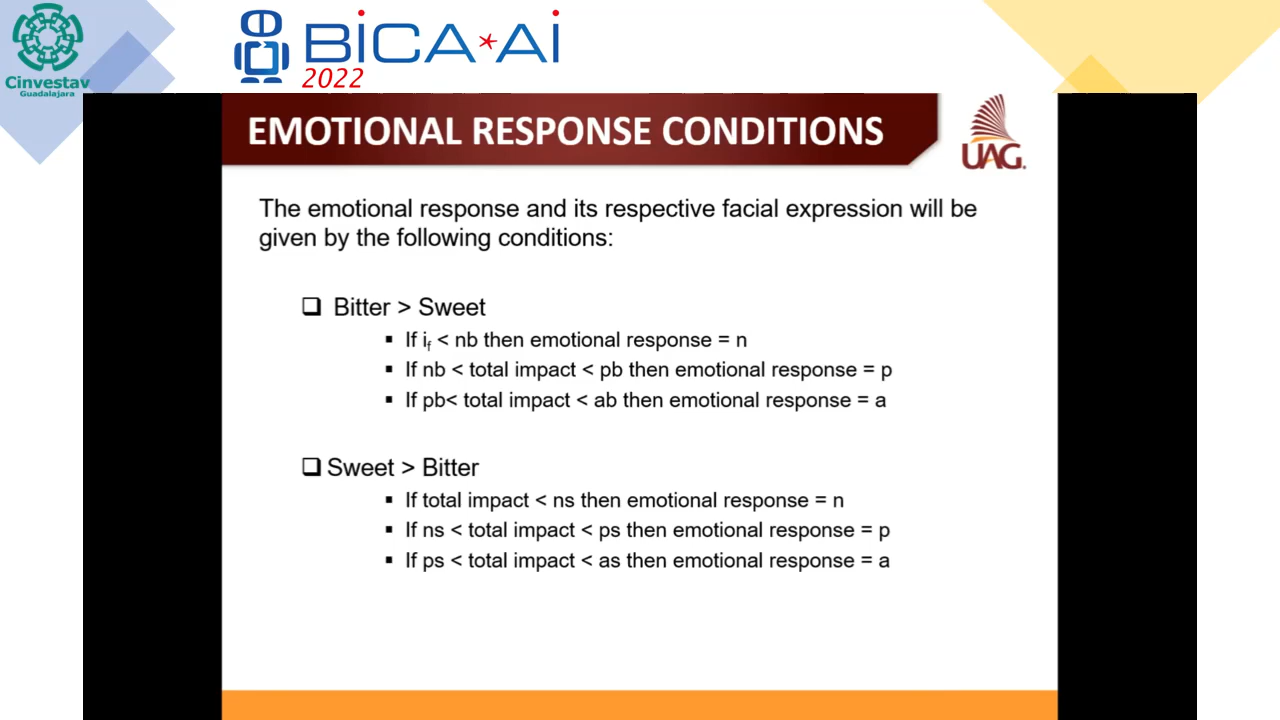 Cinvestav
Guadalajara
BiCA*Ai
2022
EMOTIONAL RESPONSE CONDITIONS
UAG®
The emotional response and its respective facial expression will be
given by the following conditions:
Bitter > Sweet
If if < nb then emotional response = n
If nb < total impact < pb then emotional response = p
If pb< total impact < ab then emotional response = a
Sweet > Bitter
If total impact < ns then emotional response = n
If ns < total impact < ps then emotional response = p
If ps < total impact < as then emotional response = a